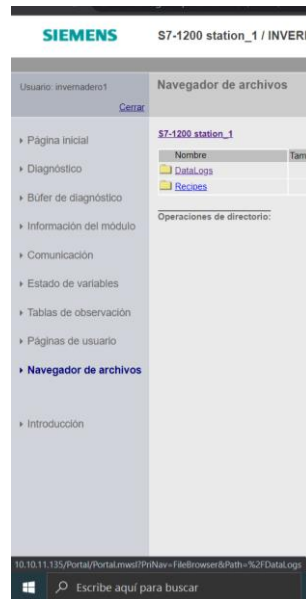 SIEMENS
S7-1200 station_1 / INVER
Usuario: invernadero1
Cerrar
Navegador de archivos
S7-1200 station_1
Nombre
Tam
DataLogs
Recipes
Operaciones de directorio:
Página inicial
Diagnóstico
Búfer de diagnóstico
Información del módulo
Comunicación
Estado de variables
Tablas de observación
Páginas de usuario
Navegador de archivos
Introducción
10.10.11.135/Portal/Portal.mwsl?PriNav=FileBrowser&Path=%2FDataLogs
Escribe aquí para buscar